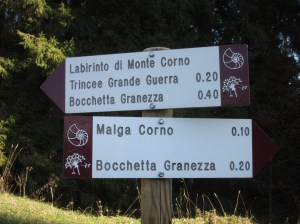 Labirinto di Monte Corno
Trincee Grande Guerra 0.20
Bocchetta Granezza 0.40
Malga Corno 0.10
Bocchetta Granezza 0.20